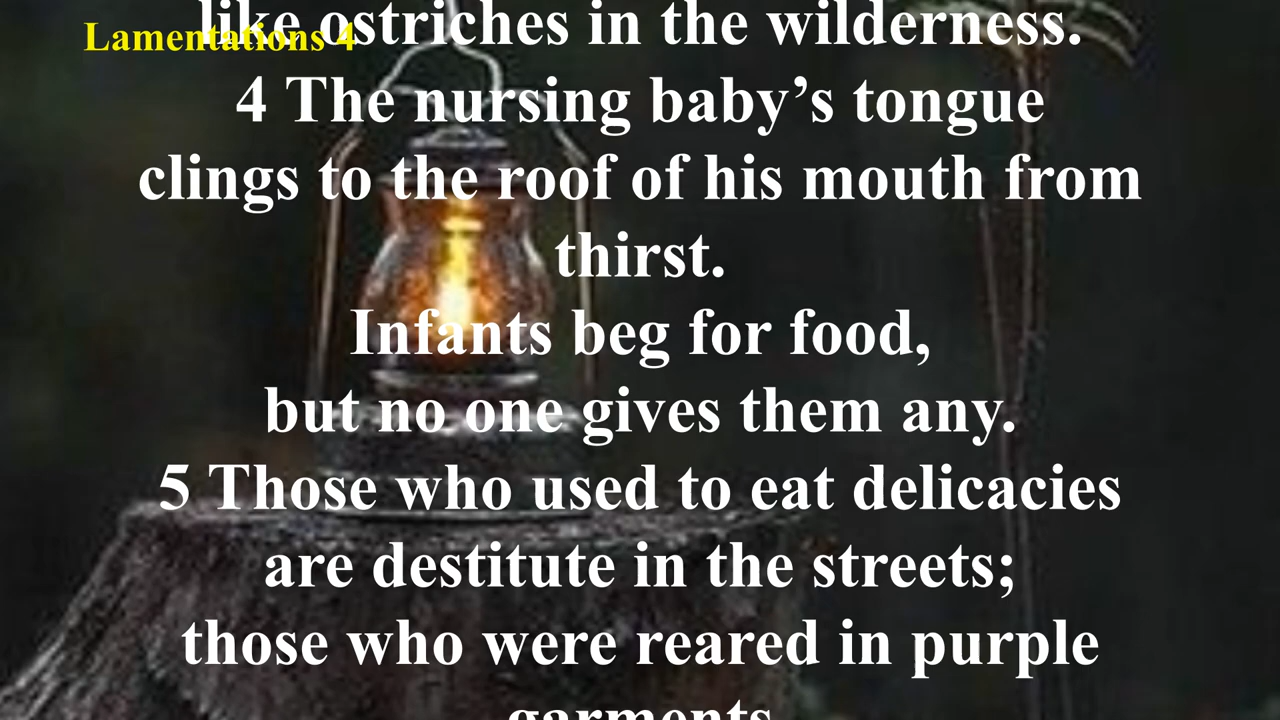 Lamentations 4
like ostriches in the wilderness.
4 The nursing baby’s tongue
clings to the roof of his mouth from
thirst.
Infants beg for food,
but no one gives them any.
5 Those who used to eat delicacies
are destitute in the streets;
those who were reared in purple
garments